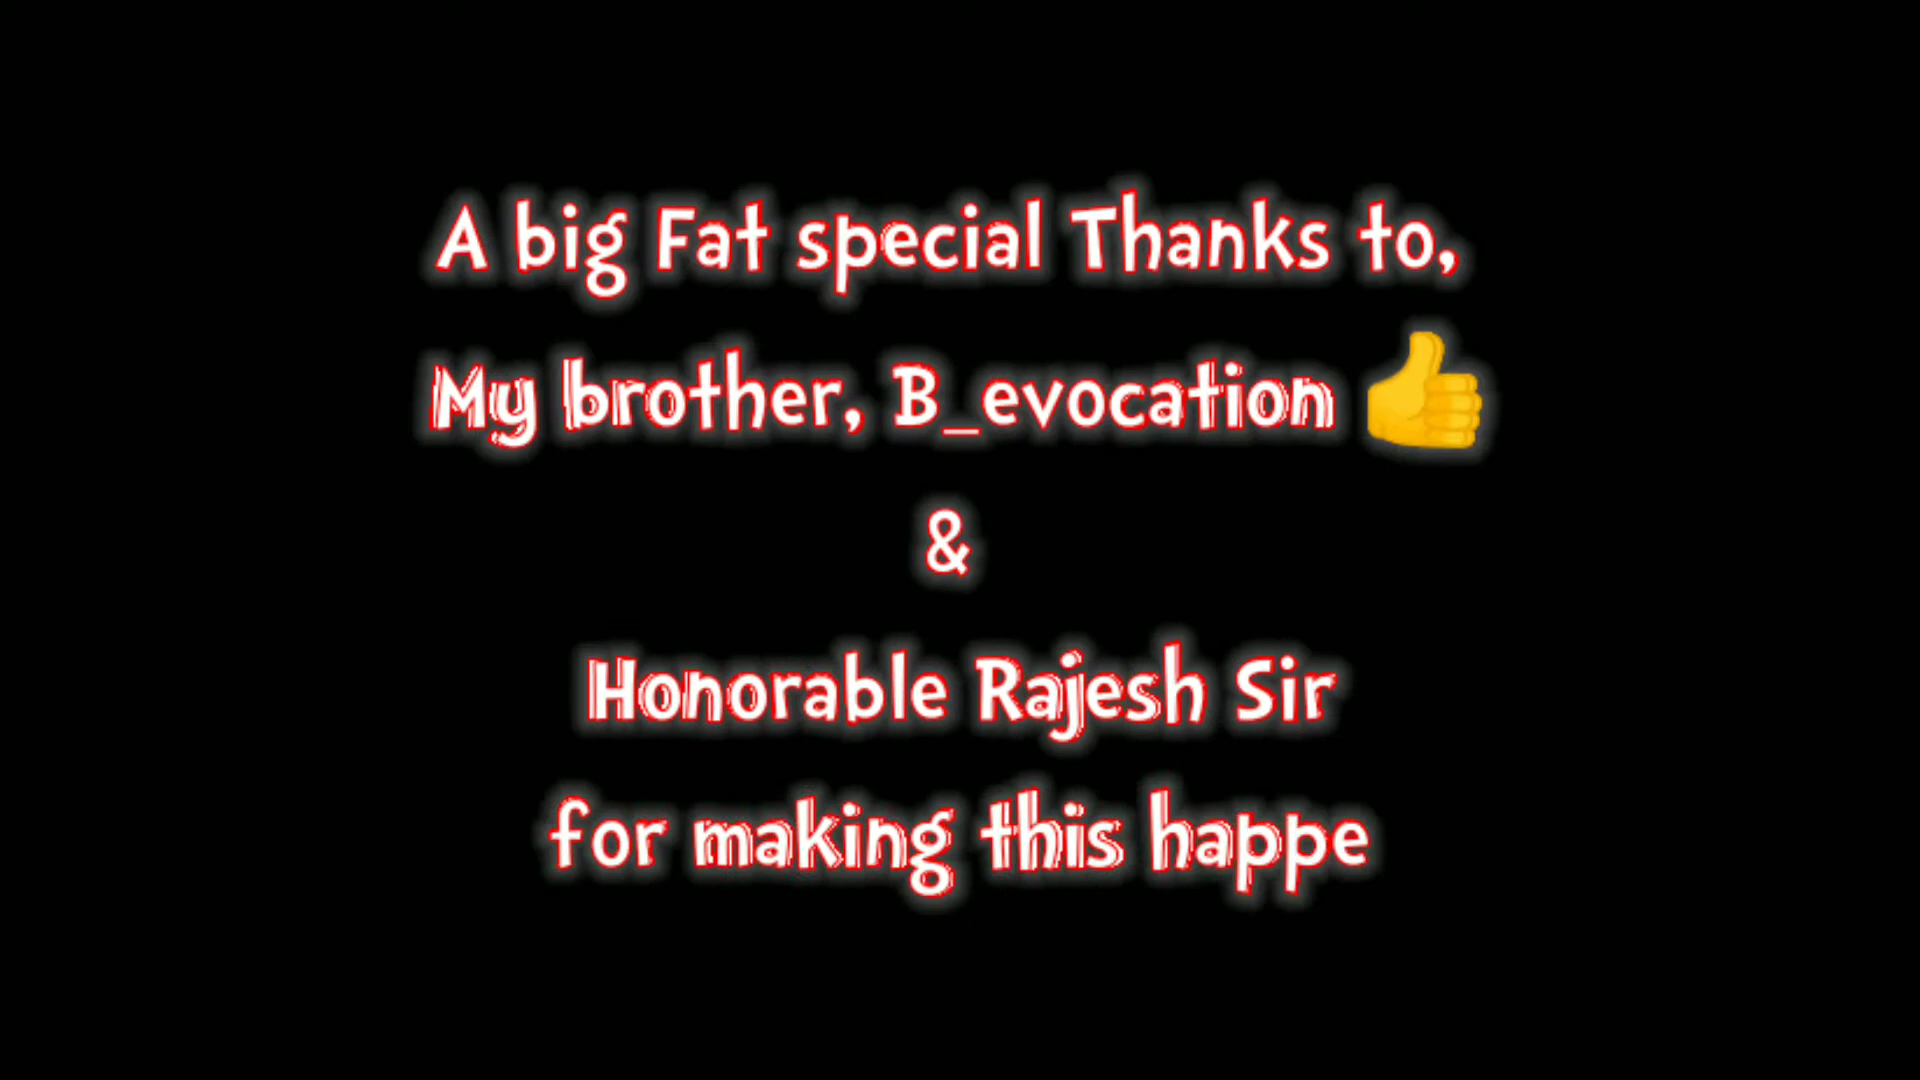 A big Fat special Thanks to,
My brother, B_evocation 👍
&
Honorable Rajesh Sir
for making this happe